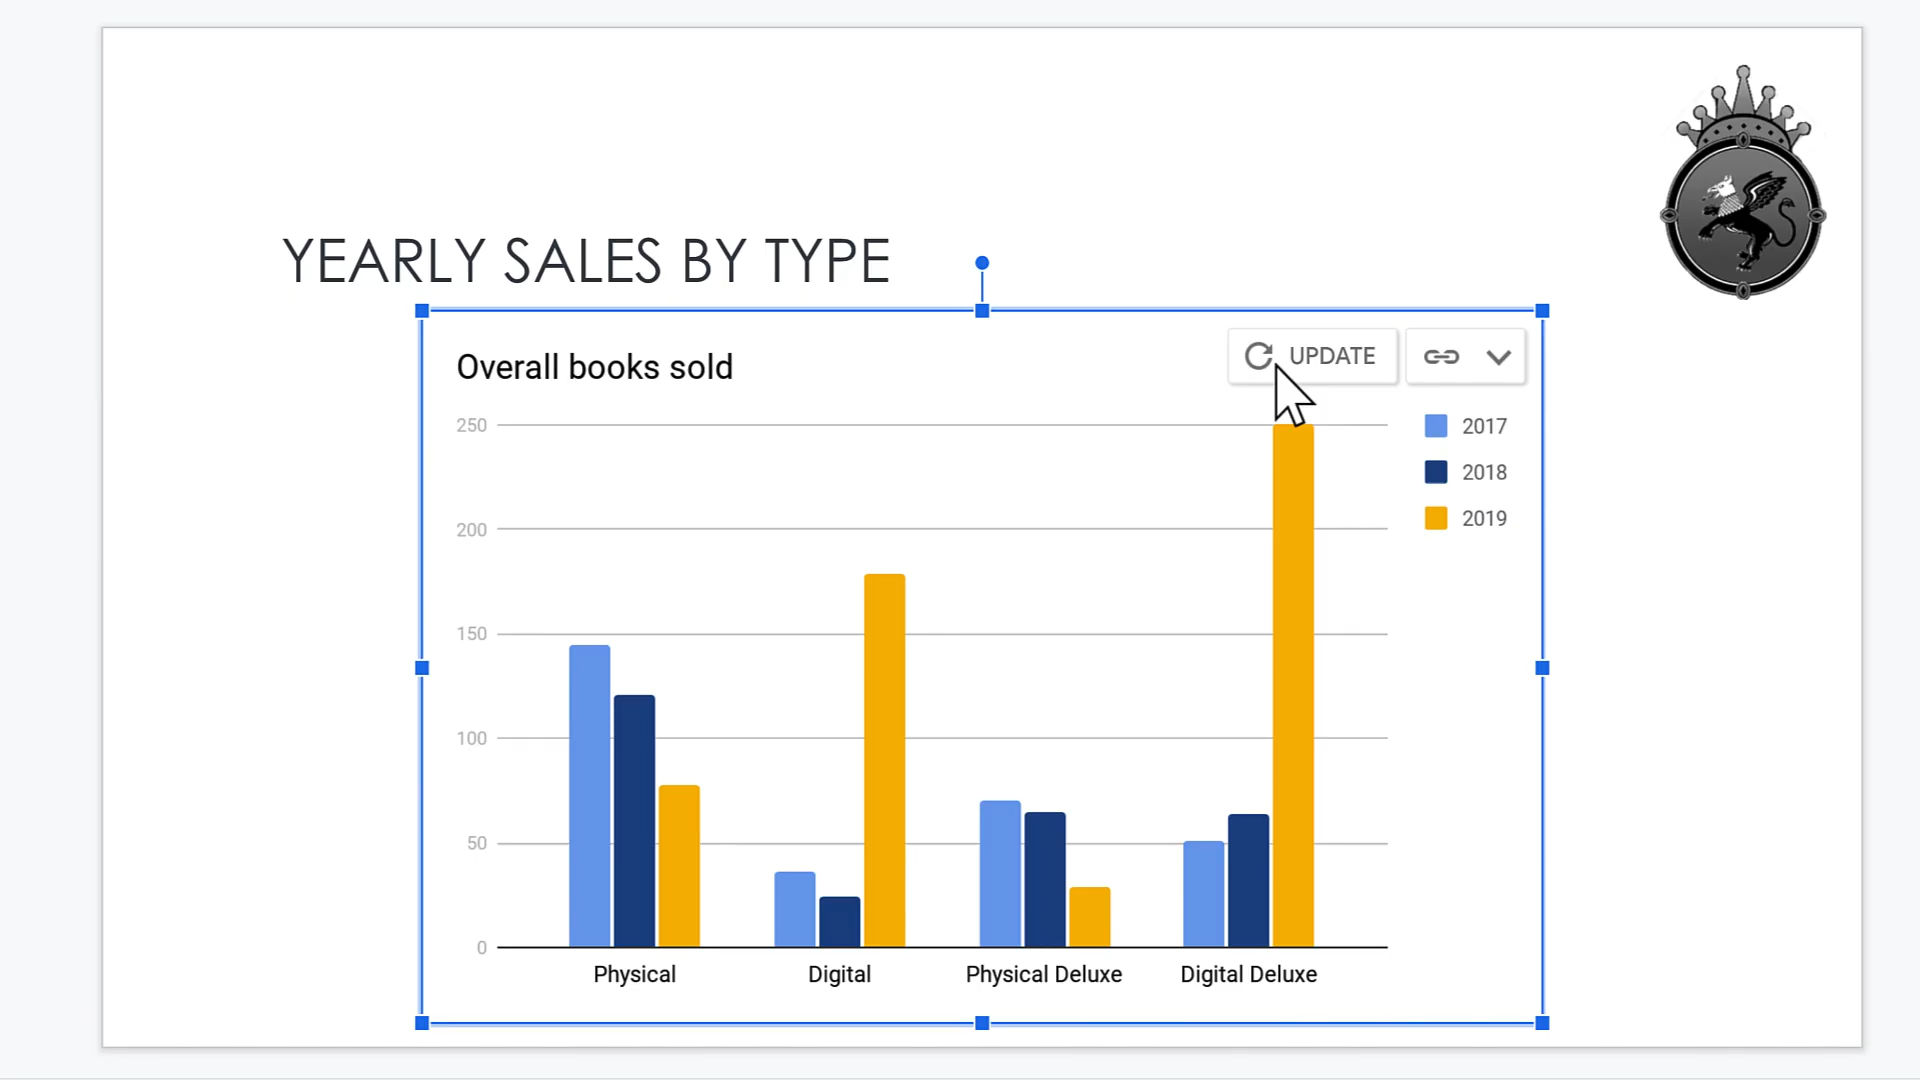 YEARLY SALES BY TYPE
Overall books sold
UPDATE
250
200
150
100
50
0
2017
2018
2019
Physical
Digital
Physical Deluxe
Digital Deluxe